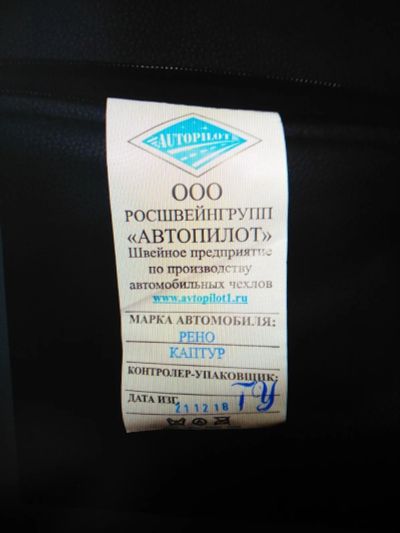 AUTOPILOT
ООО
РОСШВЕЙНГРУПП
«АВТОПИЛОТ»
Швейное предприятие
по производству
автомобильных чехлов
www.avtopilot1.ru
МАРКА АВТОМОБИЛЯ:
РЕНО
КАПТУР
КОНТРОЛЕР-УПАКОВЩИК:
ДАТА ИЗГ. 211218 ТУ